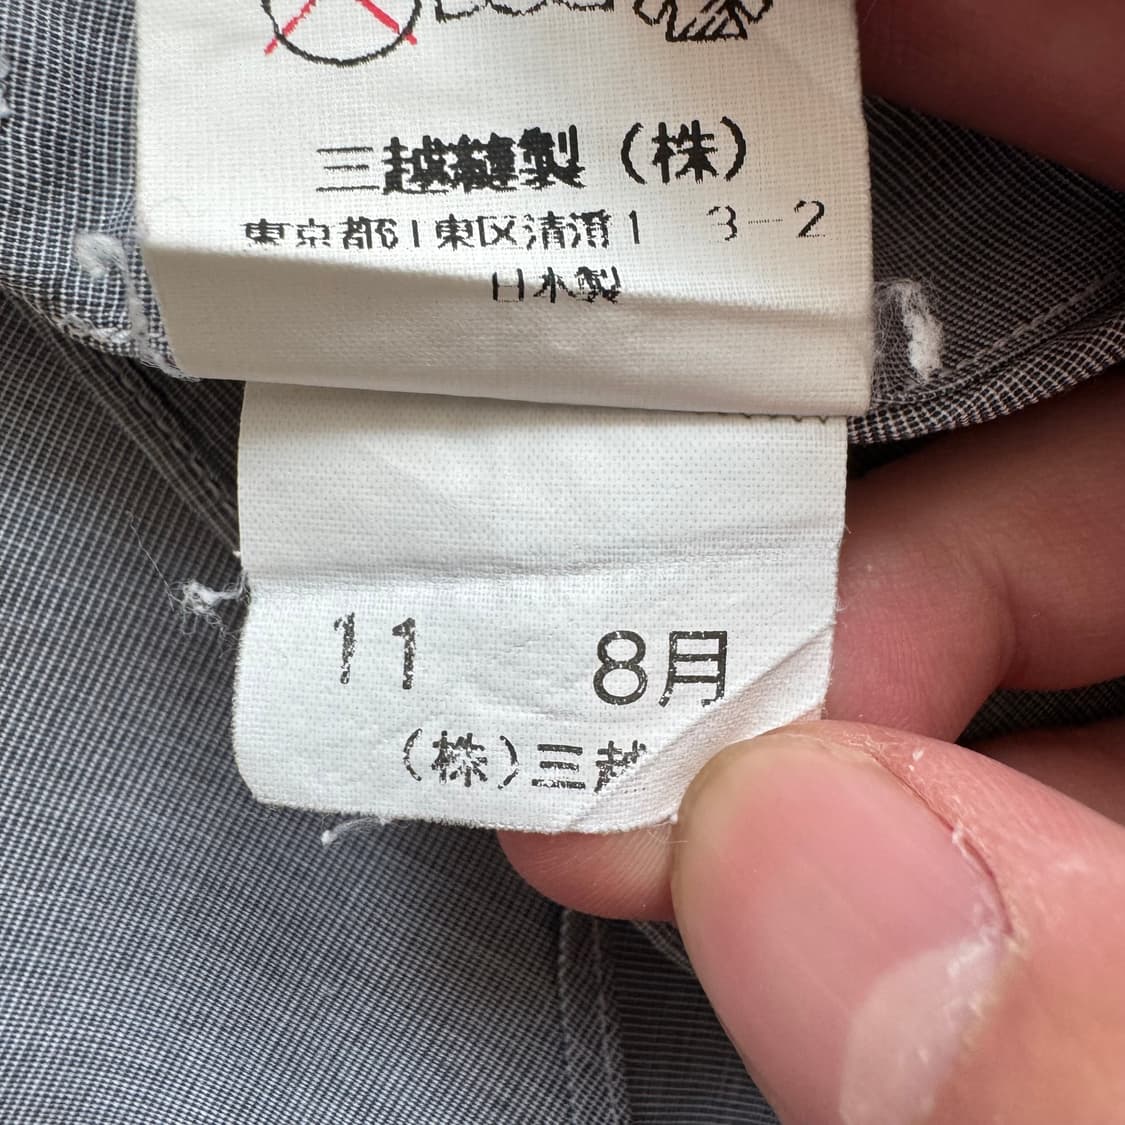 三越縫製（株）
東京都江東区清澄1 3-2
日本製
11 8月
（株）三越